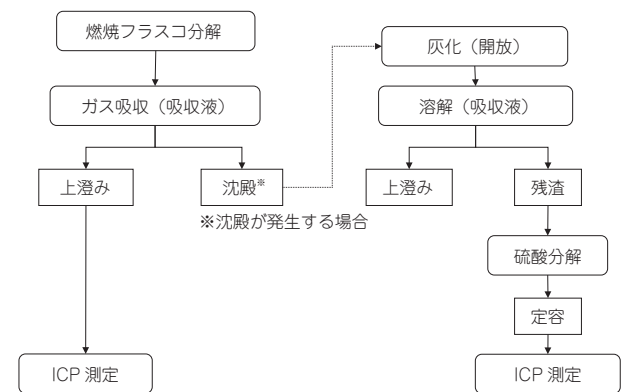 燃焼フラスコ分解
ガス吸収（吸収液）
上澄み
沈殿※
※沈殿が発生する場合
ICP 測定
灰化（開放）
溶解（吸収液）
上澄み
残渣
硫酸分解
定容
ICP 測定